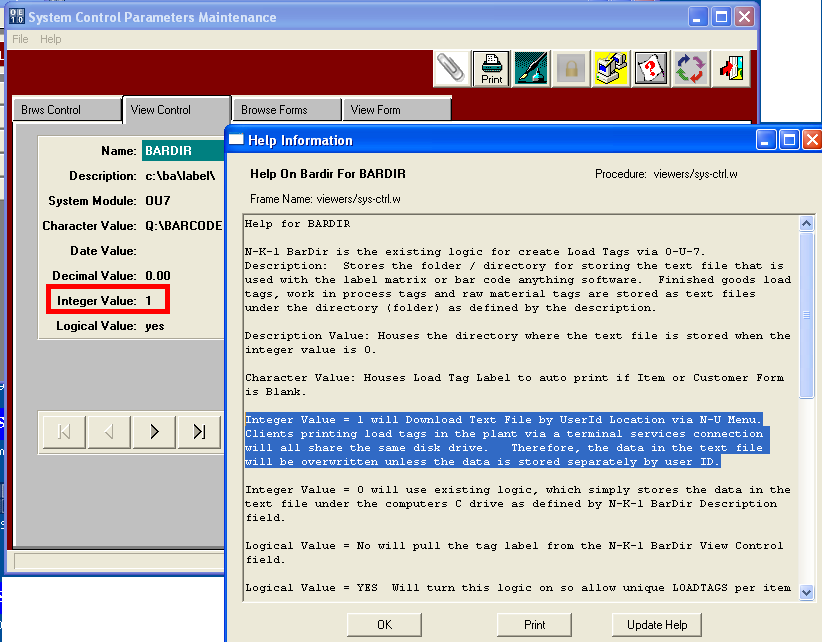 System Control Parameters Maintenance
File Help
Print
Brws Control View Control Browse Forms View Form
Name: BARDIR
Description: c:\ba\label\
System Module: OU7
Character Value: Q:\BARCODE
Date Value:
Decimal Value: 0.00
Integer Value: 1
Logical Value: yes
Help Information
Help On Bardir For BARDIR Procedure: viewers/sys-ctrl.w
Frame Name: viewers/sys-ctrl.w
Help for BARDIR
N-K-1 BarDir is the existing logic for create Load Tags via O-U-7.
Description: Stores the folder / directory for storing the text file that is
used with the label matrix or bar code anything software. Finished goods load
tags, work in process tags and raw material tags are stored as text files
under the directory (folder) as defined by the description.
Description Value: Houses the directory where the text file is stored when the
integer value is 0.
Character Value: Houses Load Tag Label to auto print if Item or Customer Form
is Blank.
Integer Value = 1 will Download Text File by UserId Location via N-U Menu.
Clients printing load tags in the plant via a terminal services connection
will all share the same disk drive. Therefore, the data in the text file
will be overwritten unless the data is stored separately by user ID.
Integer Value = 0 will use existing logic, which simply stores the data in the
text file under the computers C drive as defined by N-K-1 BarDir Description
field.
Logical Value = No will pull the tag label from the N-K-1 BarDir View Control
field.
Logical Value = YES Will turn this logic on so allow unique LOADTAGS per item
OK Print Update Help